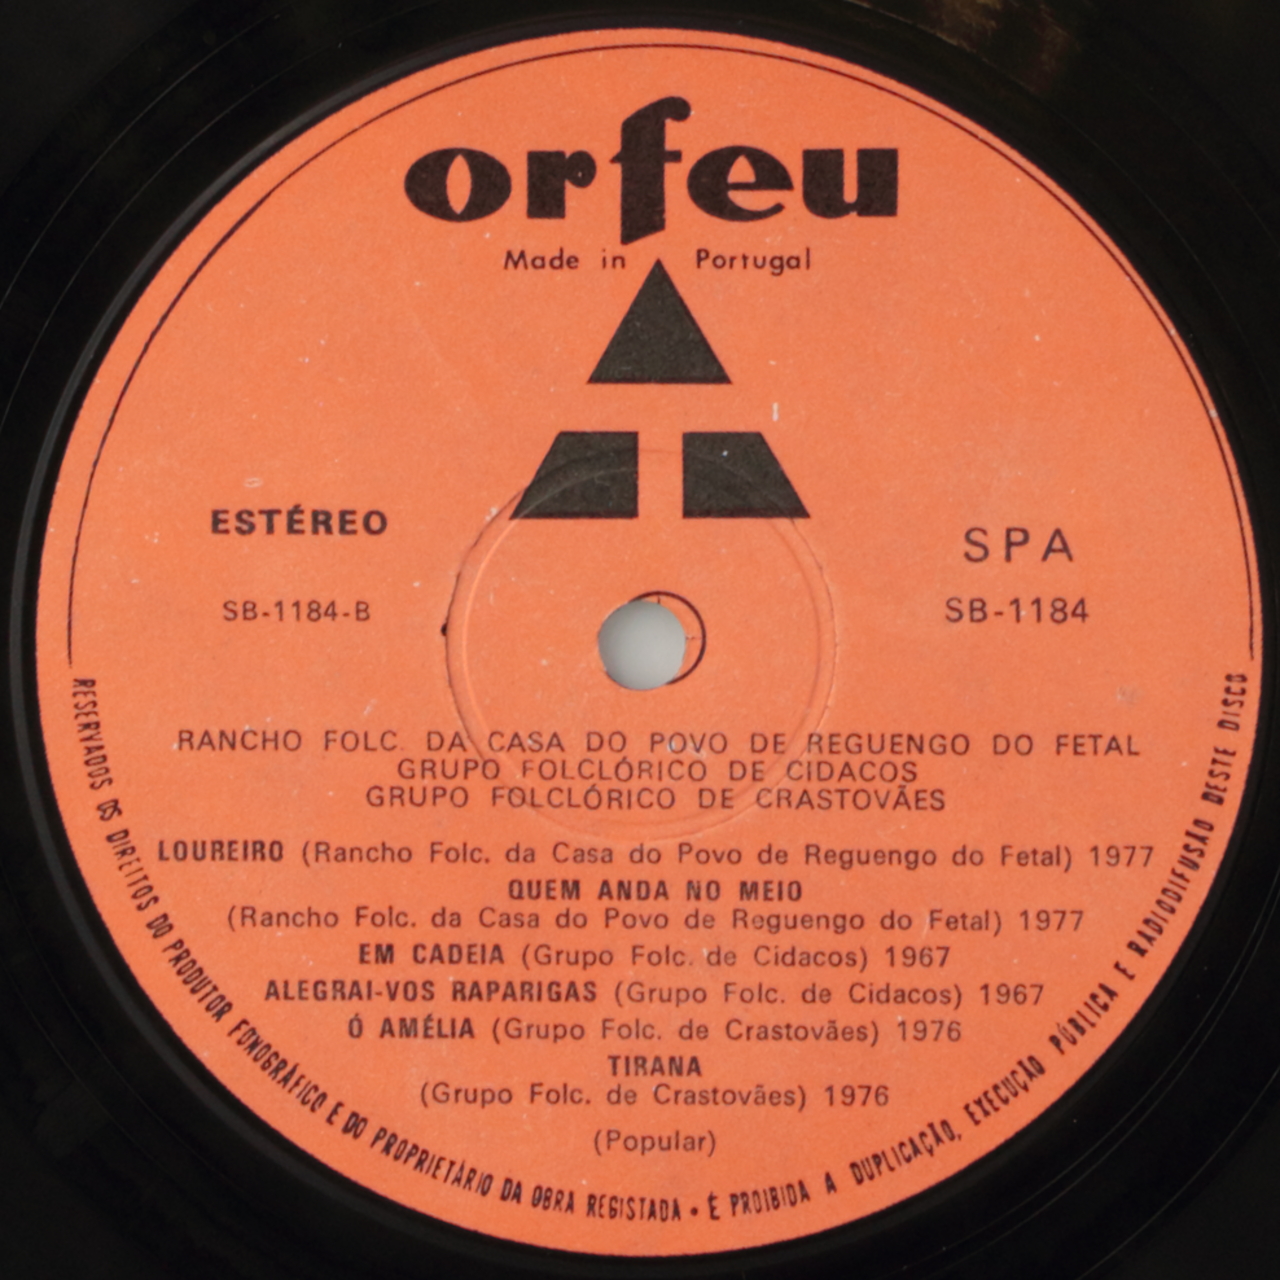 orfeu
Made in Portugal
ESTÉREO
SPA
SB-1184-B
SB-1184
RANCHO FOLC. DA CASA DO POVO DE REGUENGO DO FETAL
GRUPO FOLCLÓRICO DE CIDACOS
GRUPO FOLCLÓRICO DE CRASTOVÃES
LOUREIRO (Rancho Folc. da Casa do Povo de Reguengo do Fetal) 1977
QUEM ANDA NO MEIO
(Rancho Folc. da Casa do Povo de Reguengo do Fetal) 1977
EM CADEIA (Grupo Folc. de Cidacos) 1967
ALEGRAI-VOS RAPARIGAS (Grupo Folc. de Cidacos) 1967
Ó AMÉLIA (Grupo Folc. de Crastovães) 1976
TIRANA
(Grupo Folc. de Crastovães) 1976
(Popular)
RESERVADOS OS DIREITOS DO PRODUTOR FONOGRÁFICO E DO PROPRIETÁRIO DA OBRA REGISTADA • É PROIBIDA A DUPLICAÇÃO, EXECUÇÃO PÚBLICA E RADIODIFUSÃO DESTE DISCO